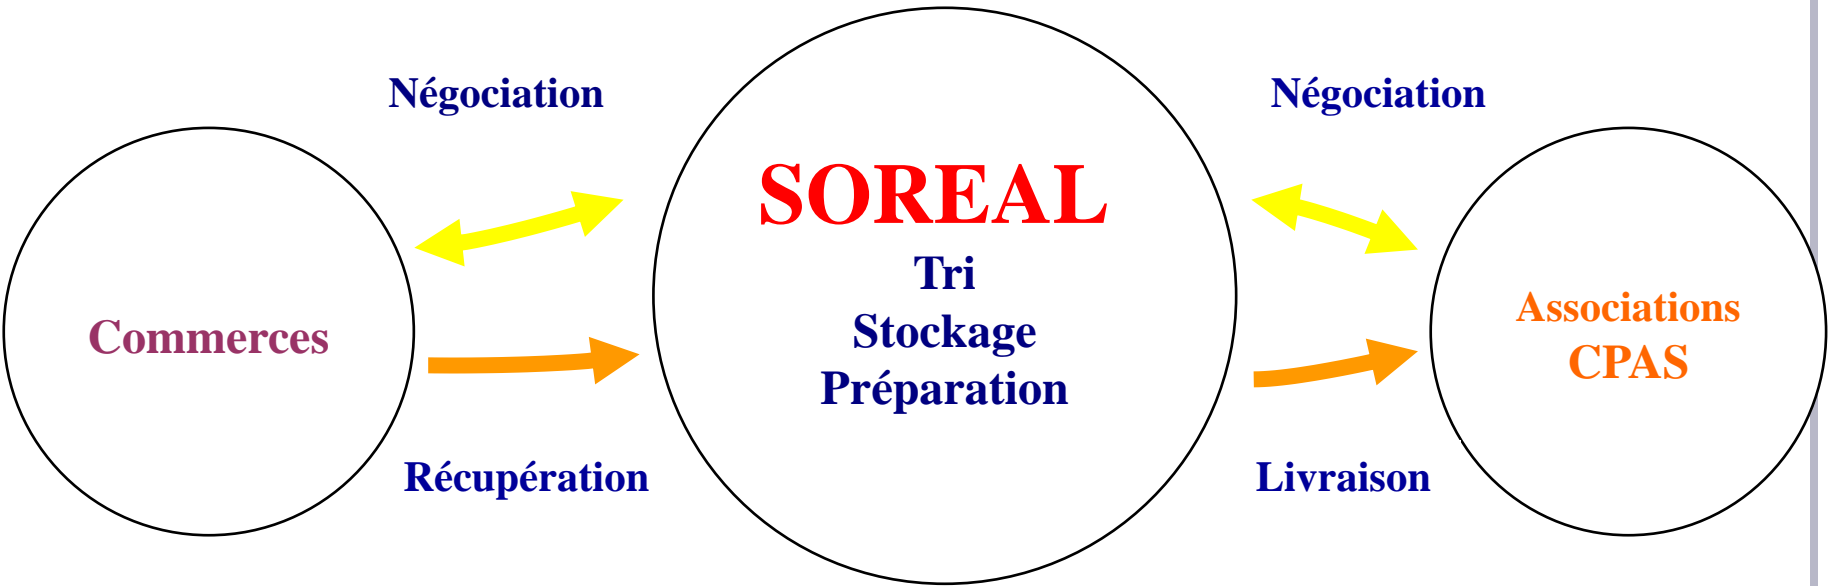 Négociation
Négociation
SOREAL
Tri
Stockage
Préparation
Commerces
Associations
CPAS
Récupération
Livraison